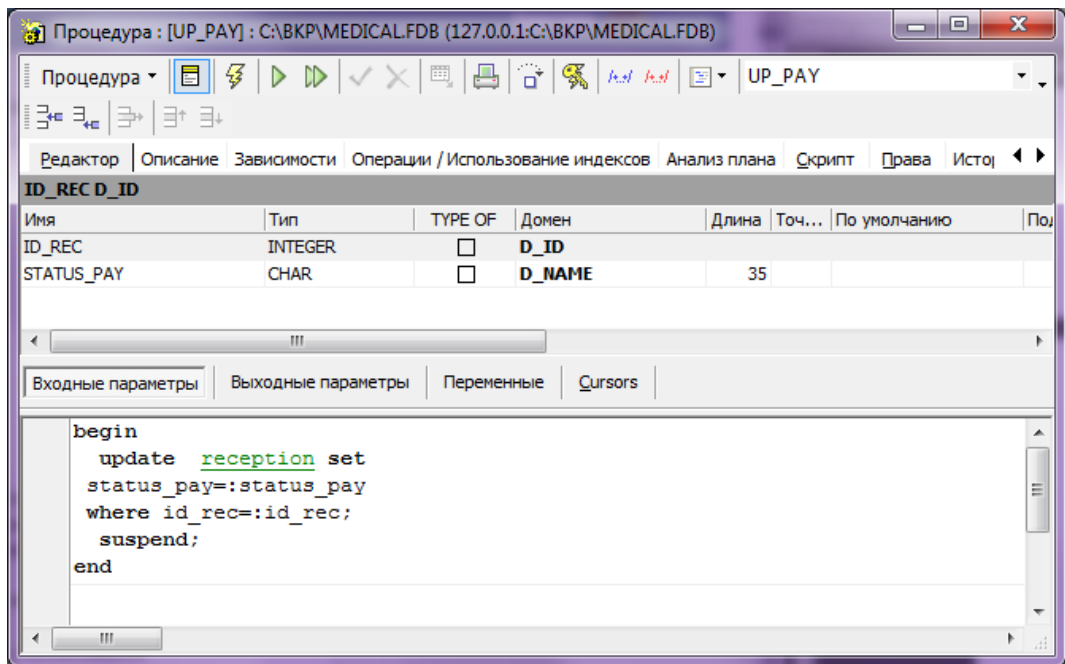 Процедура : [UP_PAY] : C:\BKP\MEDICAL.FDB (127.0.0.1:C:\BKP\MEDICAL.FDB)
Процедура UP_PAY
Редактор Описание Зависимости Операции / Использование индексов Анализ плана Скрипт Права Истор
ID_REC D_ID
Имя Тип TYPE OF Домен Длина Точ... По умолчанию Под
ID_REC INTEGER D_ID
STATUS_PAY CHAR D_NAME 35
Входные параметры Выходные параметры Переменные Cursors
begin
update reception set
status_pay=:status_pay
where id_rec=:id_rec;
suspend;
end